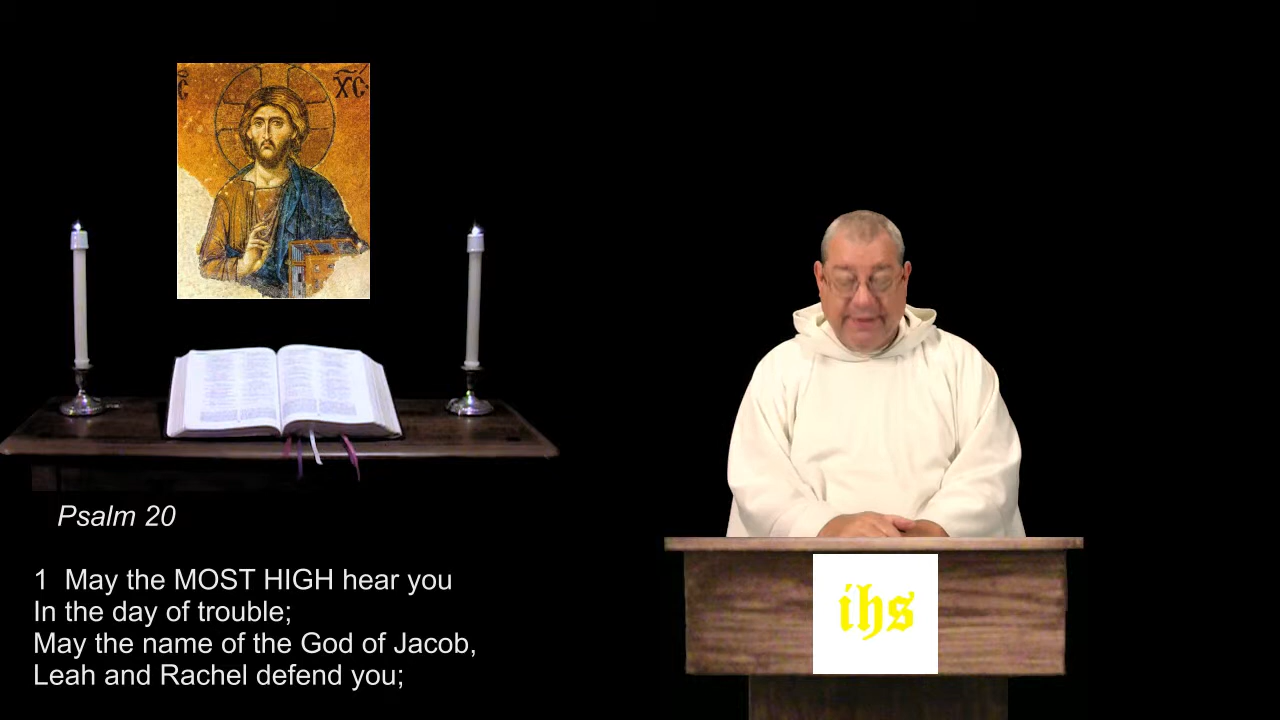 XC
Psalm 20
1 May the MOST HIGH hear you
In the day of trouble;
May the name of the God of Jacob,
Leah and Rachel defend you;
ihs